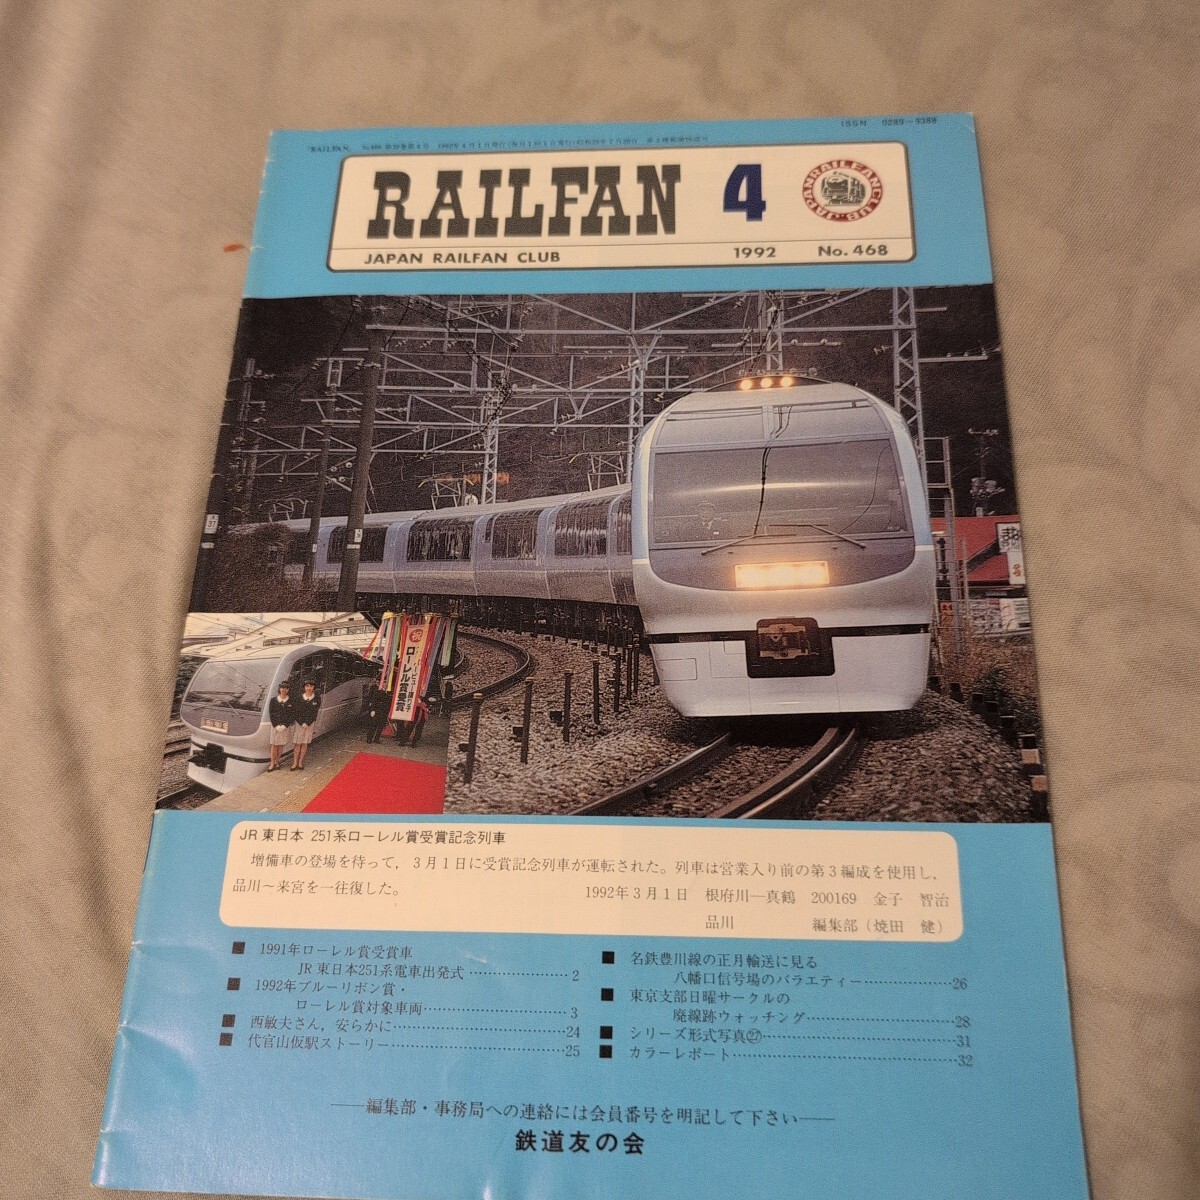 ISSN 0289-9388
「RAILFAN」 No.468
RAILFAN 4
JAPAN RAILFAN CLUB
JAPAN RAILFAN CLUB 1992 No.468
祝
ローレル賞受賞
JR東日本 251系ローレル賞受賞記念列車
増備車の登場を待って，3月1日に受賞記念列車が運転された。列車は営業入り前の第3編成を使用し，
品川〜来宮を一往復した。 1992年3月1日 根府川―真鶴 200169 金子 智治
品川 編集部（焼田 健）
■ 1991年ローレル賞受賞車
JR東日本251系電車出発式…………………2
■ 1992年ブルーリボン賞・
ローレル賞対象車両………………………3
■ 西敏夫さん，安らかに………………………………24
■ 代官山仮駅ストーリー………………………………25
■ 名鉄豊川線の正月輸送に見る
八幡口信号場のバラエティー………………26
■ 東京支部日曜サークルの
廃線跡ウォッチング…………………………28
■ シリーズ形式写真㉗…………………………………31
■ カラーレポート………………………………………32
――編集部・事務局への連絡には会員番号を明記して下さい――
鉄道友の会